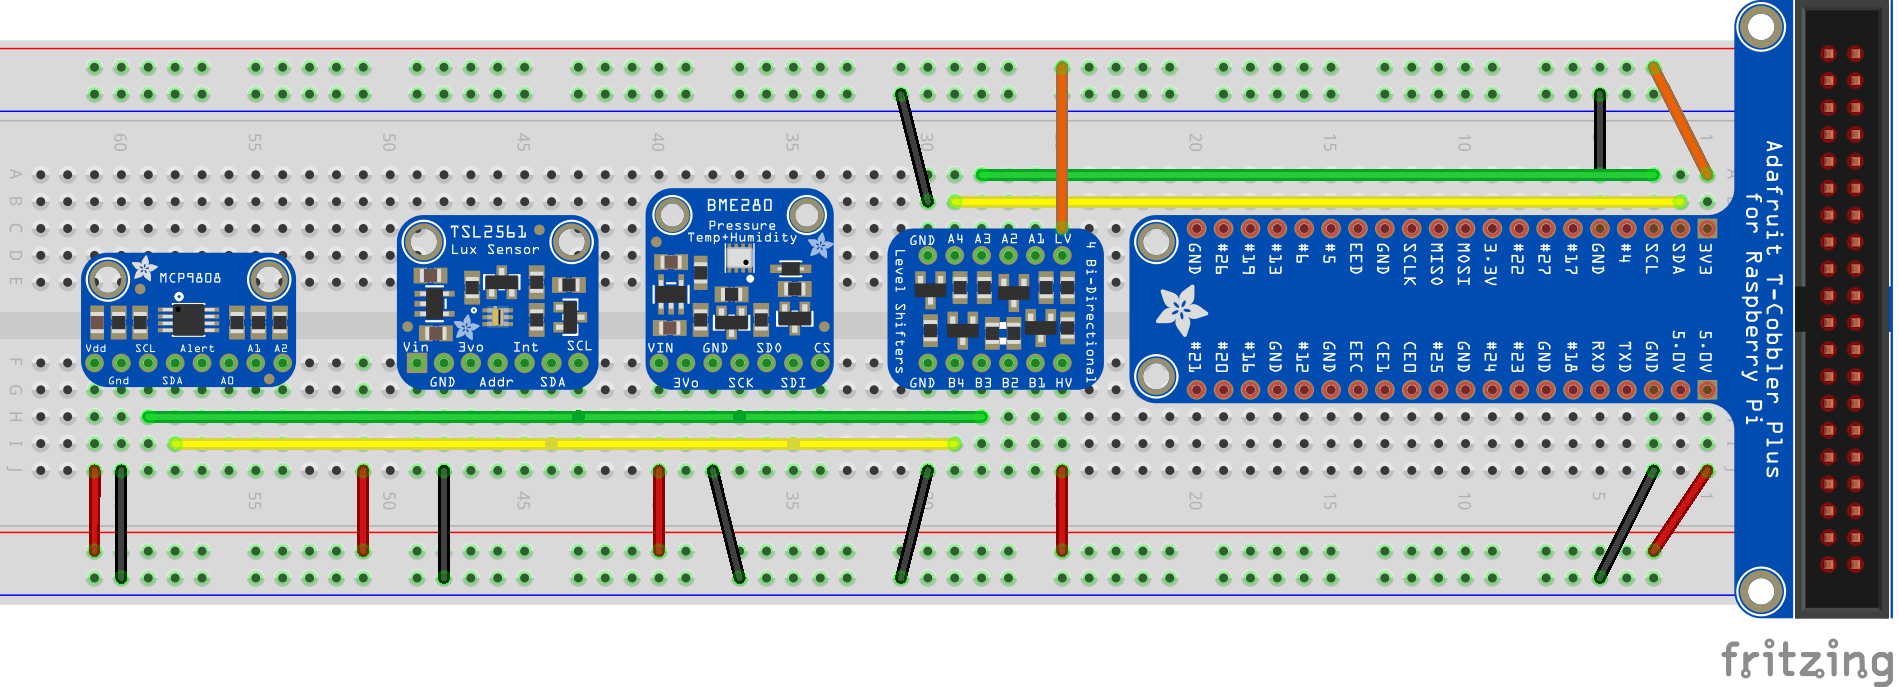 60 55 50 45 40 35 30 20 15 10 1
A
B
C
D
E
F
G
H
I
J
MCP9808
Vdd SCL Alert A1 A2
Gnd SDA A0
TSL2561
Lux Sensor
Vin 3vo Int SCL
GND Addr SDA
BME280
Pressure
Temp+Humidity
VIN GND SDO CS
3Vo SCK SDI
GND A4 A3 A2 A1 LV
Level Shifters
4 Bi-Directional
GND B4 B3 B2 B1 HV
GND #26 #19 #13 #6 #5 EED GND SCLK MISO MOSI 3.3V #22 #27 #17 GND #4 SCL SDA 3V3
#21 #20 #16 GND #12 GND EEC CE1 CE0 #25 GND #24 #23 #18 RXD TXD GND 5.0V 5.0V
Adafruit T-Cobbler Plus
for Raspberry Pi
55 50 45 35 20 15 10 5 1
fritzing